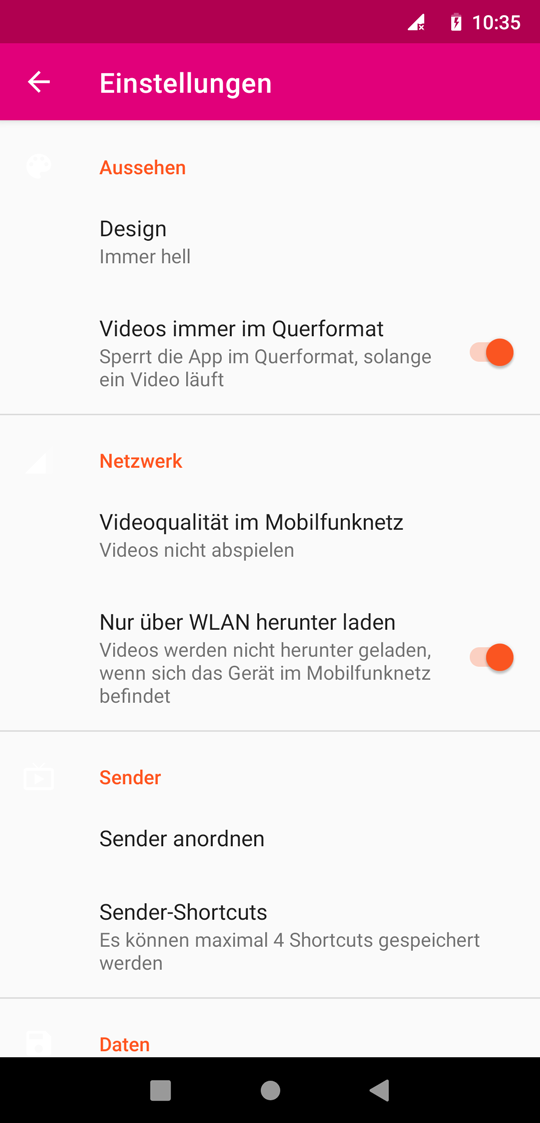 10:35
Einstellungen
Aussehen
Design
Immer hell
Videos immer im Querformat
Sperrt die App im Querformat, solange
ein Video läuft
Netzwerk
Videoqualität im Mobilfunknetz
Videos nicht abspielen
Nur über WLAN herunter laden
Videos werden nicht herunter geladen,
wenn sich das Gerät im Mobilfunknetz
befindet
Sender
Sender anordnen
Sender-Shortcuts
Es können maximal 4 Shortcuts gespeichert
werden
Daten